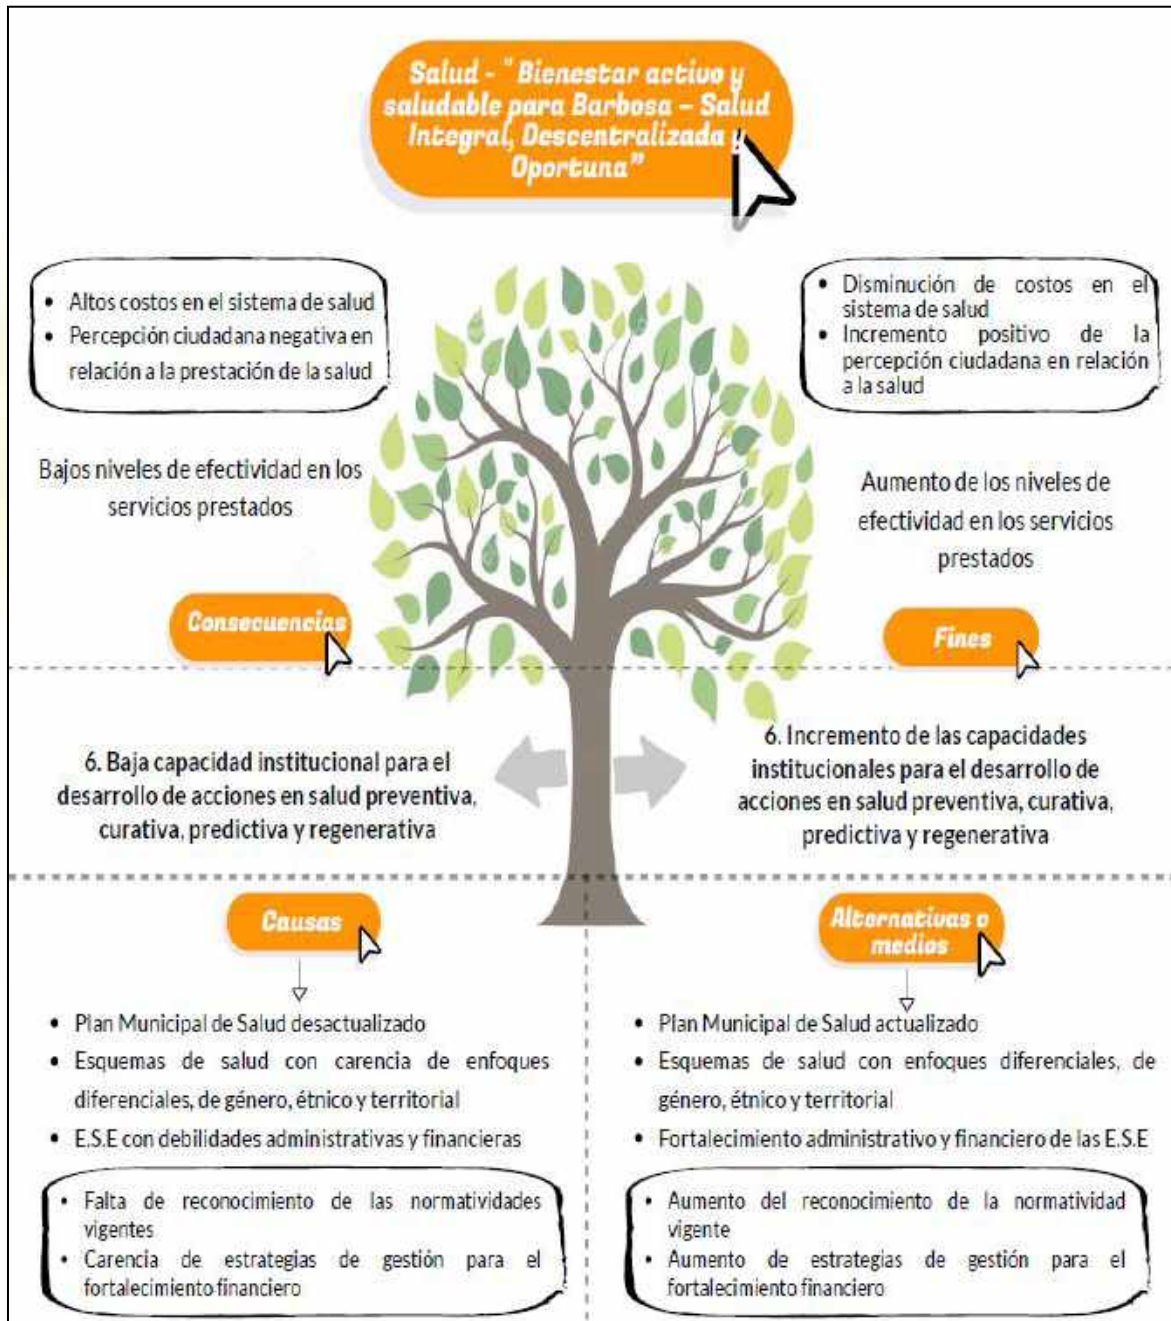 Salud - "Bienestar activo y
saludable para Barbosa – Salud
Integral, Descentralizada y
Oportuna”
• Altos costos en el sistema de salud
• Percepción ciudadana negativa en
relación a la prestación de la salud
Bajos niveles de efectividad en los
servicios prestados
Consecuencias
• Disminución de costos en el
sistema de salud
• Incremento positivo de la
percepción ciudadana en relación
a la salud
Aumento de los niveles de
efectividad en los servicios
prestados
Fines
6. Baja capacidad institucional para el
desarrollo de acciones en salud preventiva,
curativa, predictiva y regenerativa
6. Incremento de las capacidades
institucionales para el desarrollo de
acciones en salud preventiva, curativa,
predictiva y regenerativa
Causas
• Plan Municipal de Salud desactualizado
• Esquemas de salud con carencia de enfoques
diferenciales, de género, étnico y territorial
• E.S.E con debilidades administrativas y financieras
• Falta de reconocimiento de las normatividades
vigentes
• Carencia de estrategias de gestión para el
fortalecimiento financiero
Alternativas o
medios
• Plan Municipal de Salud actualizado
• Esquemas de salud con enfoques diferenciales, de
género, étnico y territorial
• Fortalecimiento administrativo y financiero de las E.S.E
• Aumento del reconocimiento de la normatividad
vigente
• Aumento de estrategias de gestión para el
fortalecimiento financiero